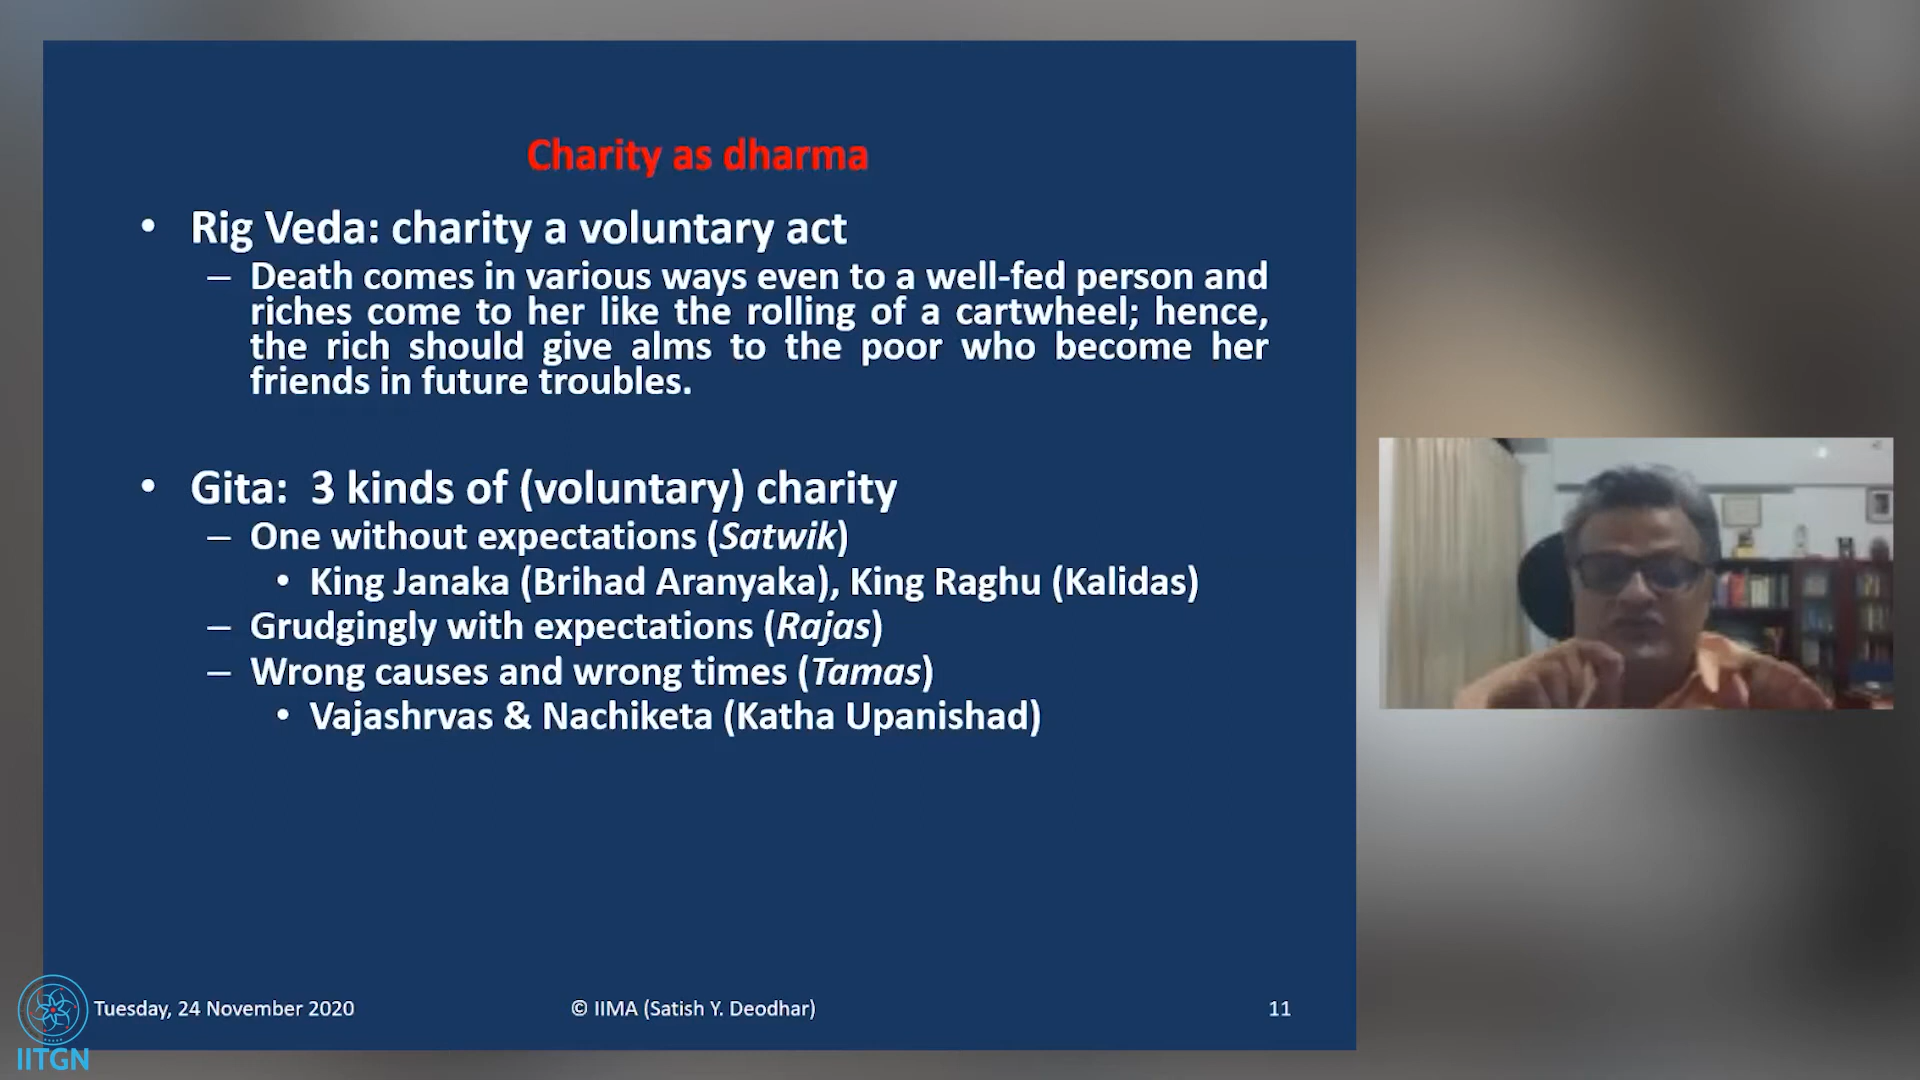 Charity as dharma
• Rig Veda: charity a voluntary act
– Death comes in various ways even to a well-fed person and
riches come to her like the rolling of a cartwheel; hence,
the rich should give alms to the poor who become her
friends in future troubles.
• Gita: 3 kinds of (voluntary) charity
– One without expectations (Satwik)
• King Janaka (Brihad Aranyaka), King Raghu (Kalidas)
– Grudgingly with expectations (Rajas)
– Wrong causes and wrong times (Tamas)
• Vajashrvas & Nachiketa (Katha Upanishad)
Tuesday, 24 November 2020
© IIMA (Satish Y. Deodhar)
11
IITGN